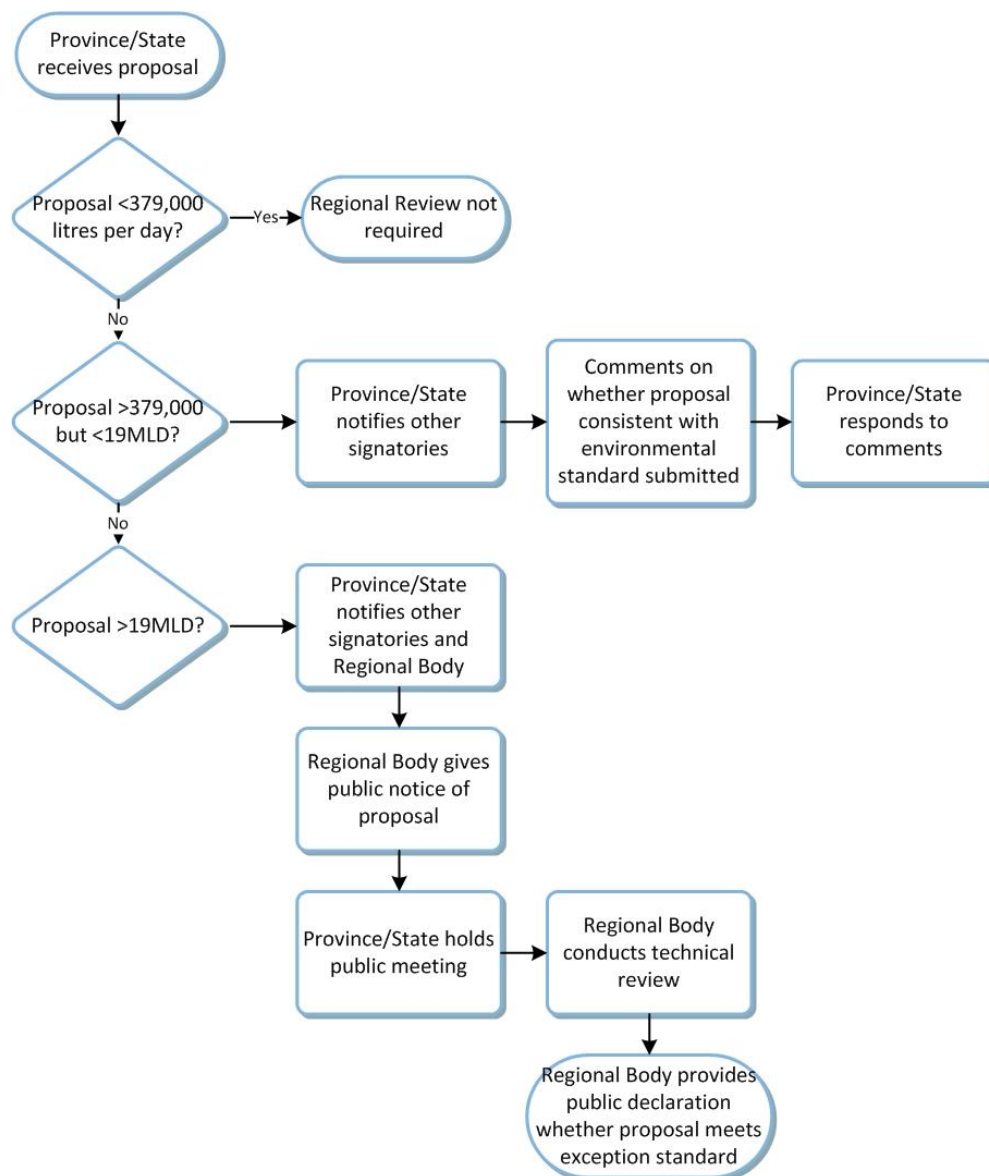 Province/State
receives proposal
Proposal <379,000
litres per day?
Yes
Regional Review not
required
No
Proposal >379,000
but <19MLD?
Province/State
notifies other
signatories
Comments on
whether proposal
consistent with
environmental
standard submitted
Province/State
responds to
comments
No
Proposal >19MLD?
Province/State
notifies other
signatories and
Regional Body
Regional Body gives
public notice of
proposal
Province/State holds
public meeting
Regional Body
conducts technical
review
Regional Body provides
public declaration
whether proposal meets
exception standard